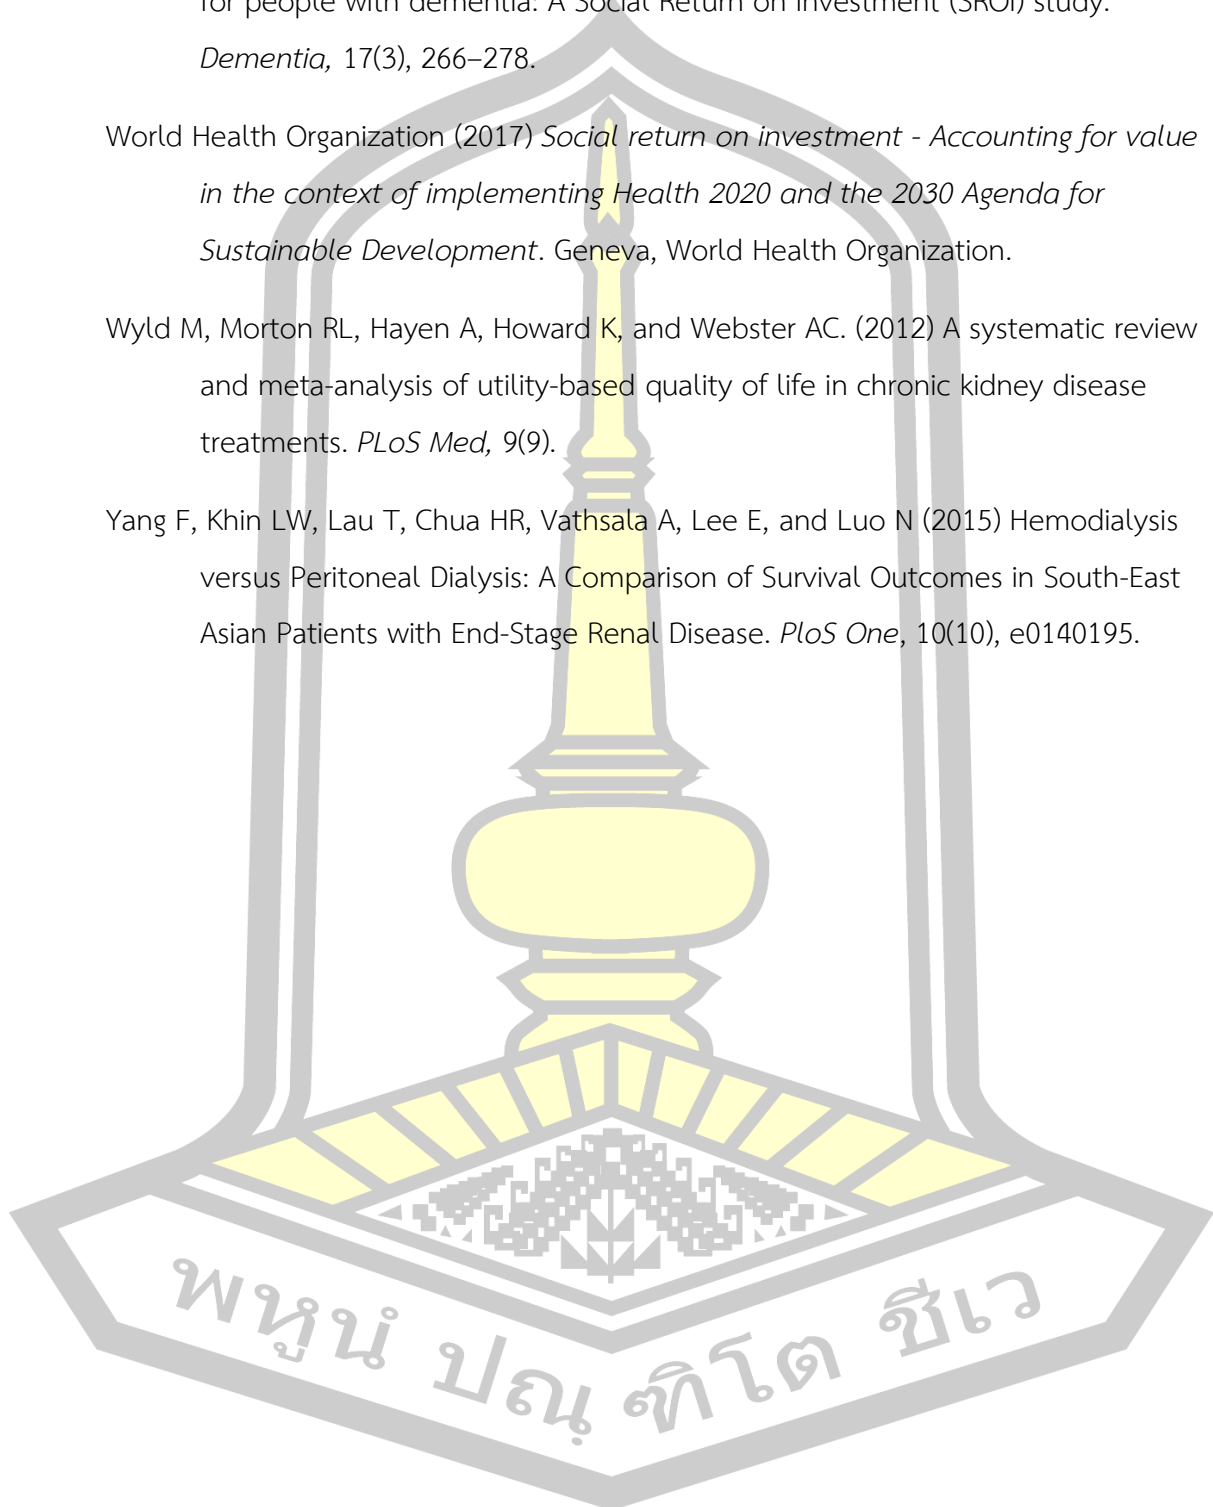 for people with dementia: A Social Return on Investment (SROI) study.
Dementia, 17(3), 266–278.
World Health Organization (2017) Social return on investment - Accounting for value
in the context of implementing Health 2020 and the 2030 Agenda for
Sustainable Development. Geneva, World Health Organization.
Wyld M, Morton RL, Hayen A, Howard K, and Webster AC. (2012) A systematic review
and meta-analysis of utility-based quality of life in chronic kidney disease
treatments. PLoS Med, 9(9).
Yang F, Khin LW, Lau T, Chua HR, Vathsala A, Lee E, and Luo N (2015) Hemodialysis
versus Peritoneal Dialysis: A Comparison of Survival Outcomes in South-East
Asian Patients with End-Stage Renal Disease. PloS One, 10(10), e0140195.
พหูนํ ปณฺฑิโต ชีเว